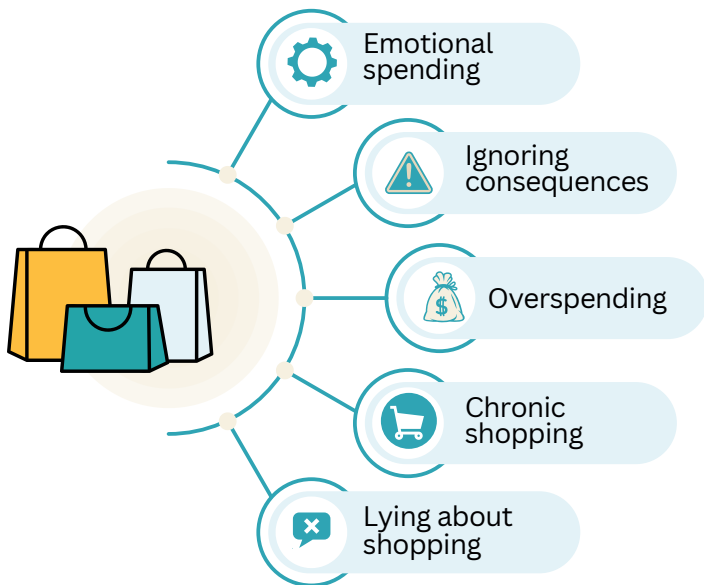 Emotional
spending
Ignoring
consequences
$
Overspending
Chronic
shopping
Lying about
shopping